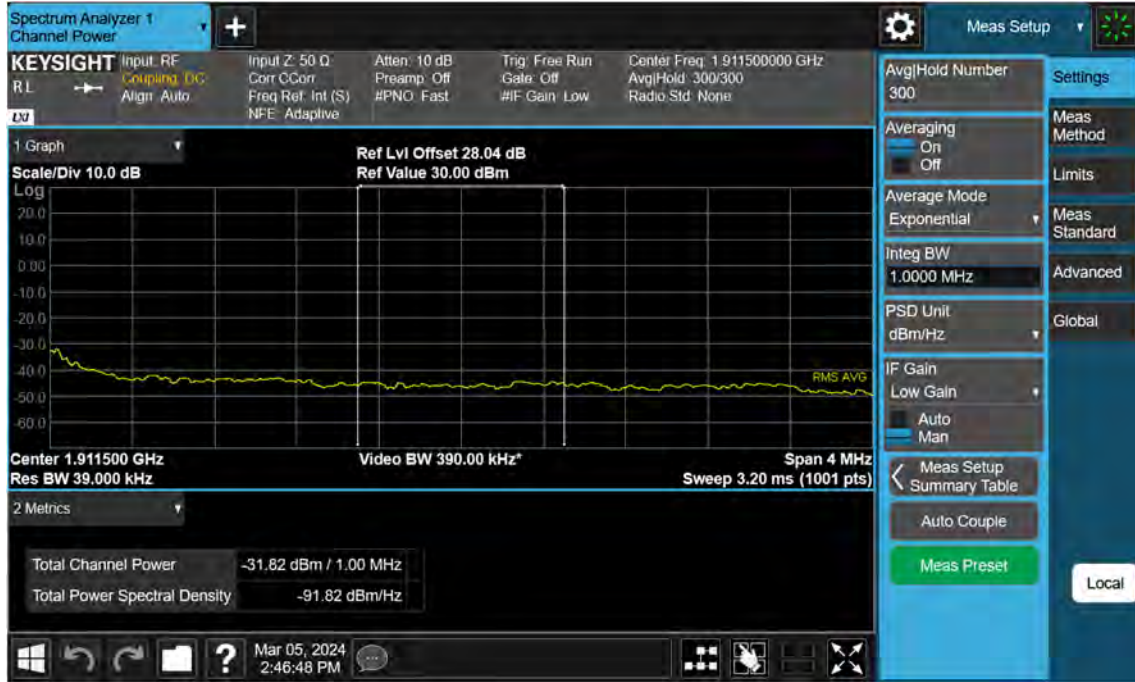 Spectrum Analyzer 1
Channel Power
Meas Setup
KEYSIGHT
RL
LXI
Input: RF
Coupling: DC
Align: Auto
Input Z: 50 Ω
Corr CCorr
Freq Ref: Int (S)
NFE: Adaptive
Atten: 10 dB
Preamp: Off
#PNO: Fast
Trig: Free Run
Gate: Off
#IF Gain: Low
Center Freq: 1.911500000 GHz
Avg|Hold: 300/300
Radio Std: None
1 Graph
Scale/Div 10.0 dB
Ref Lvl Offset 28.04 dB
Ref Value 30.00 dBm
Log
20.0
10.0
0.00
-10.0
-20.0
-30.0
-40.0
-50.0
-60.0
RMS AVG
Center 1.911500 GHz
Res BW 39.000 kHz
Video BW 390.00 kHz*
Span 4 MHz
Sweep 3.20 ms (1001 pts)
2 Metrics
Total Channel Power -31.82 dBm / 1.00 MHz
Total Power Spectral Density -91.82 dBm/Hz
Mar 05, 2024
2:46:48 PM
?
Avg|Hold Number
300
Averaging
On
Off
Average Mode
Exponential
Integ BW
1.0000 MHz
PSD Unit
dBm/Hz
IF Gain
Low Gain
Auto
Man
Meas Setup
Summary Table
Auto Couple
Meas Preset
Settings
Meas
Method
Limits
Meas
Standard
Advanced
Global
Local